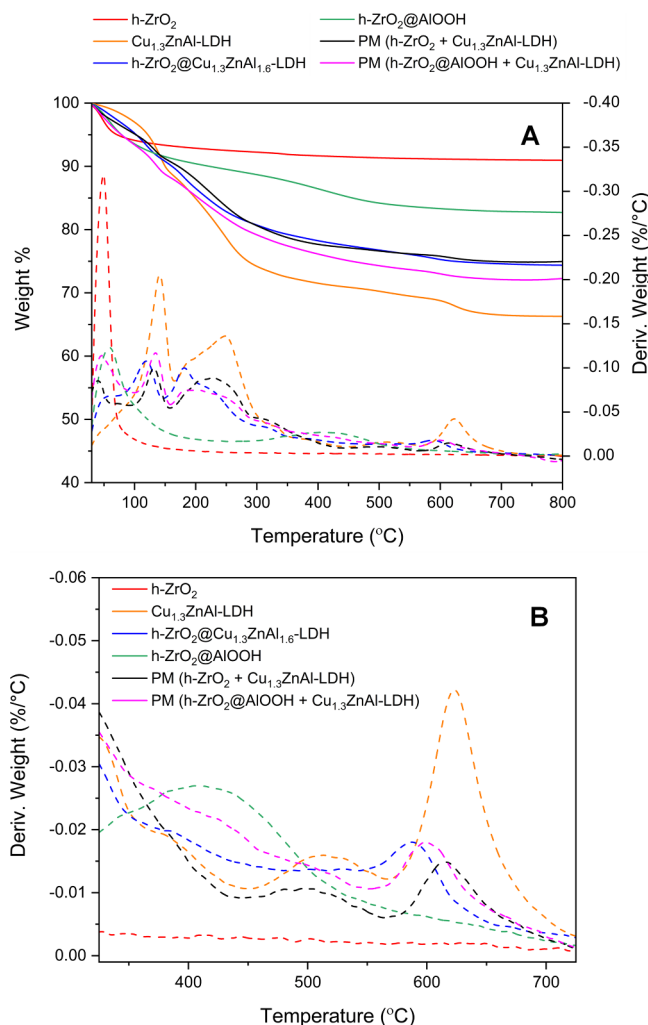 h-ZrO₂
h-ZrO₂@AlOOH
Cu₁.₃ZnAl-LDH
PM (h-ZrO₂ + Cu₁.₃ZnAl-LDH)
h-ZrO₂@Cu₁.₃ZnAl₁.₆-LDH
PM (h-ZrO₂@AlOOH + Cu₁.₃ZnAl-LDH)
A
100
90
80
70
60
50
40
Weight %
-0.40
-0.35
-0.30
-0.25
-0.20
-0.15
-0.10
-0.05
0.00
Deriv. Weight (%/°C)
100 200 300 400 500 600 700 800
Temperature (°C)
B
h-ZrO₂
Cu₁.₃ZnAl-LDH
h-ZrO₂@Cu₁.₃ZnAl₁.₆-LDH
h-ZrO₂@AlOOH
PM (h-ZrO₂ + Cu₁.₃ZnAl-LDH)
PM (h-ZrO₂@AlOOH + Cu₁.₃ZnAl-LDH)
-0.06
-0.05
-0.04
-0.03
-0.02
-0.01
0.00
Deriv. Weight (%/°C)
400 500 600 700
Temperature (°C)